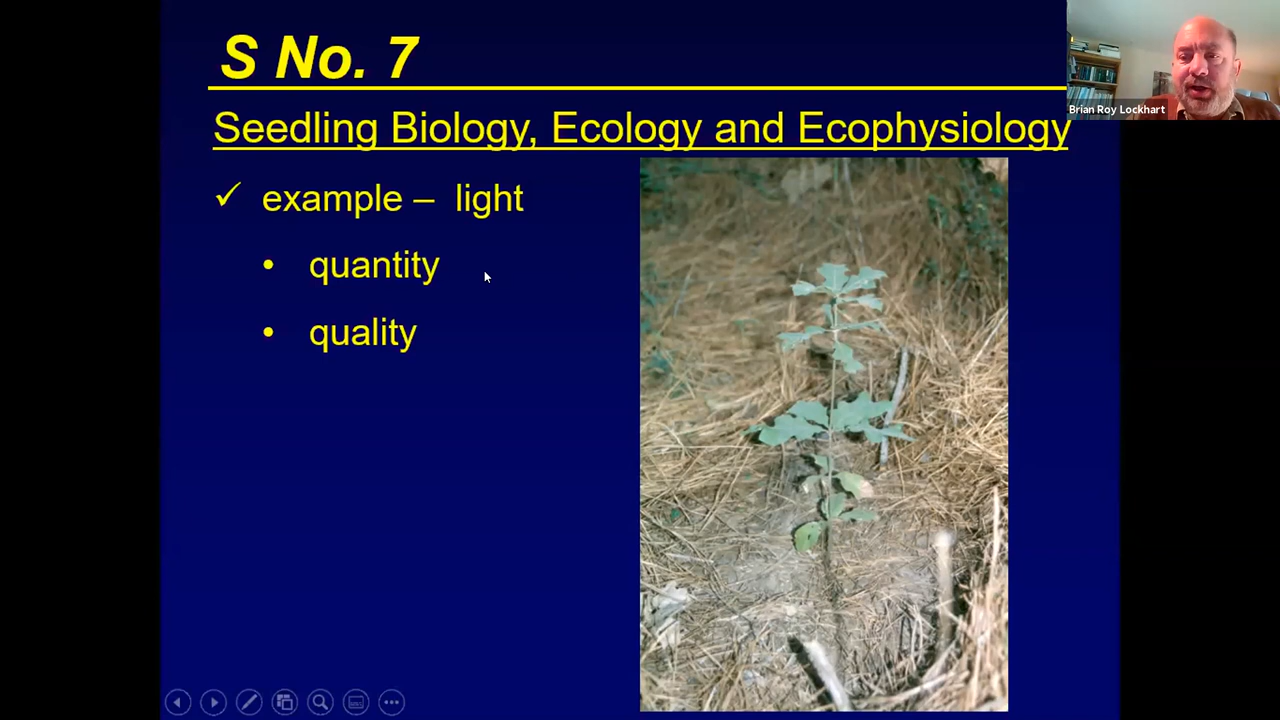 S No. 7
Brian Roy Lockhart
Seedling Biology, Ecology and Ecophysiology
✓ example – light
• quantity
• quality